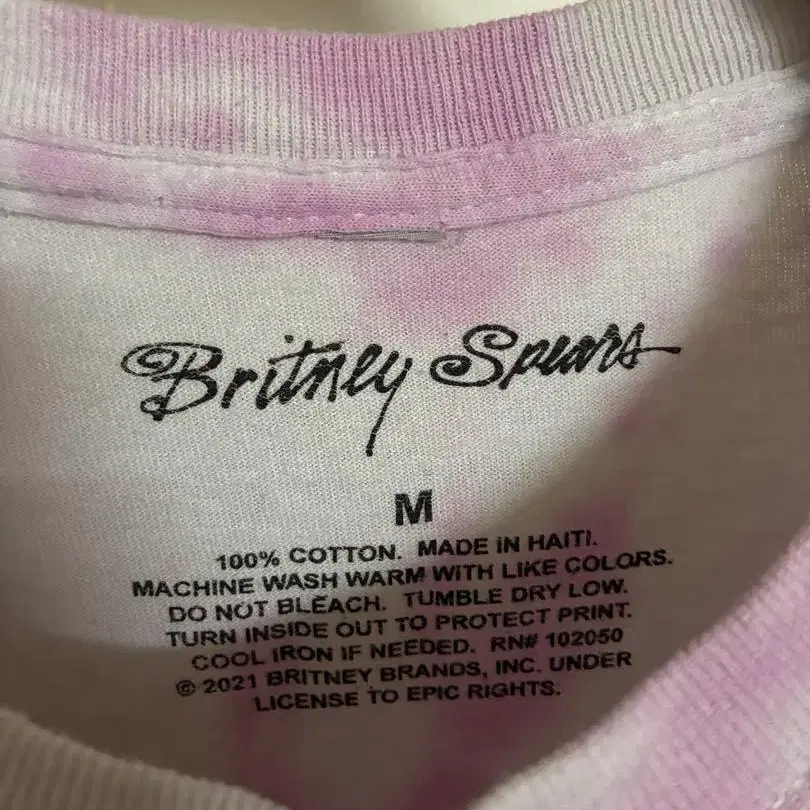 Britney Spears
M
100% COTTON. MADE IN HAITI.
MACHINE WASH WARM WITH LIKE COLORS.
DO NOT BLEACH. TUMBLE DRY LOW.
TURN INSIDE OUT TO PROTECT PRINT.
COOL IRON IF NEEDED. RN# 102050
© 2021 BRITNEY BRANDS, INC. UNDER
LICENSE TO EPIC RIGHTS.